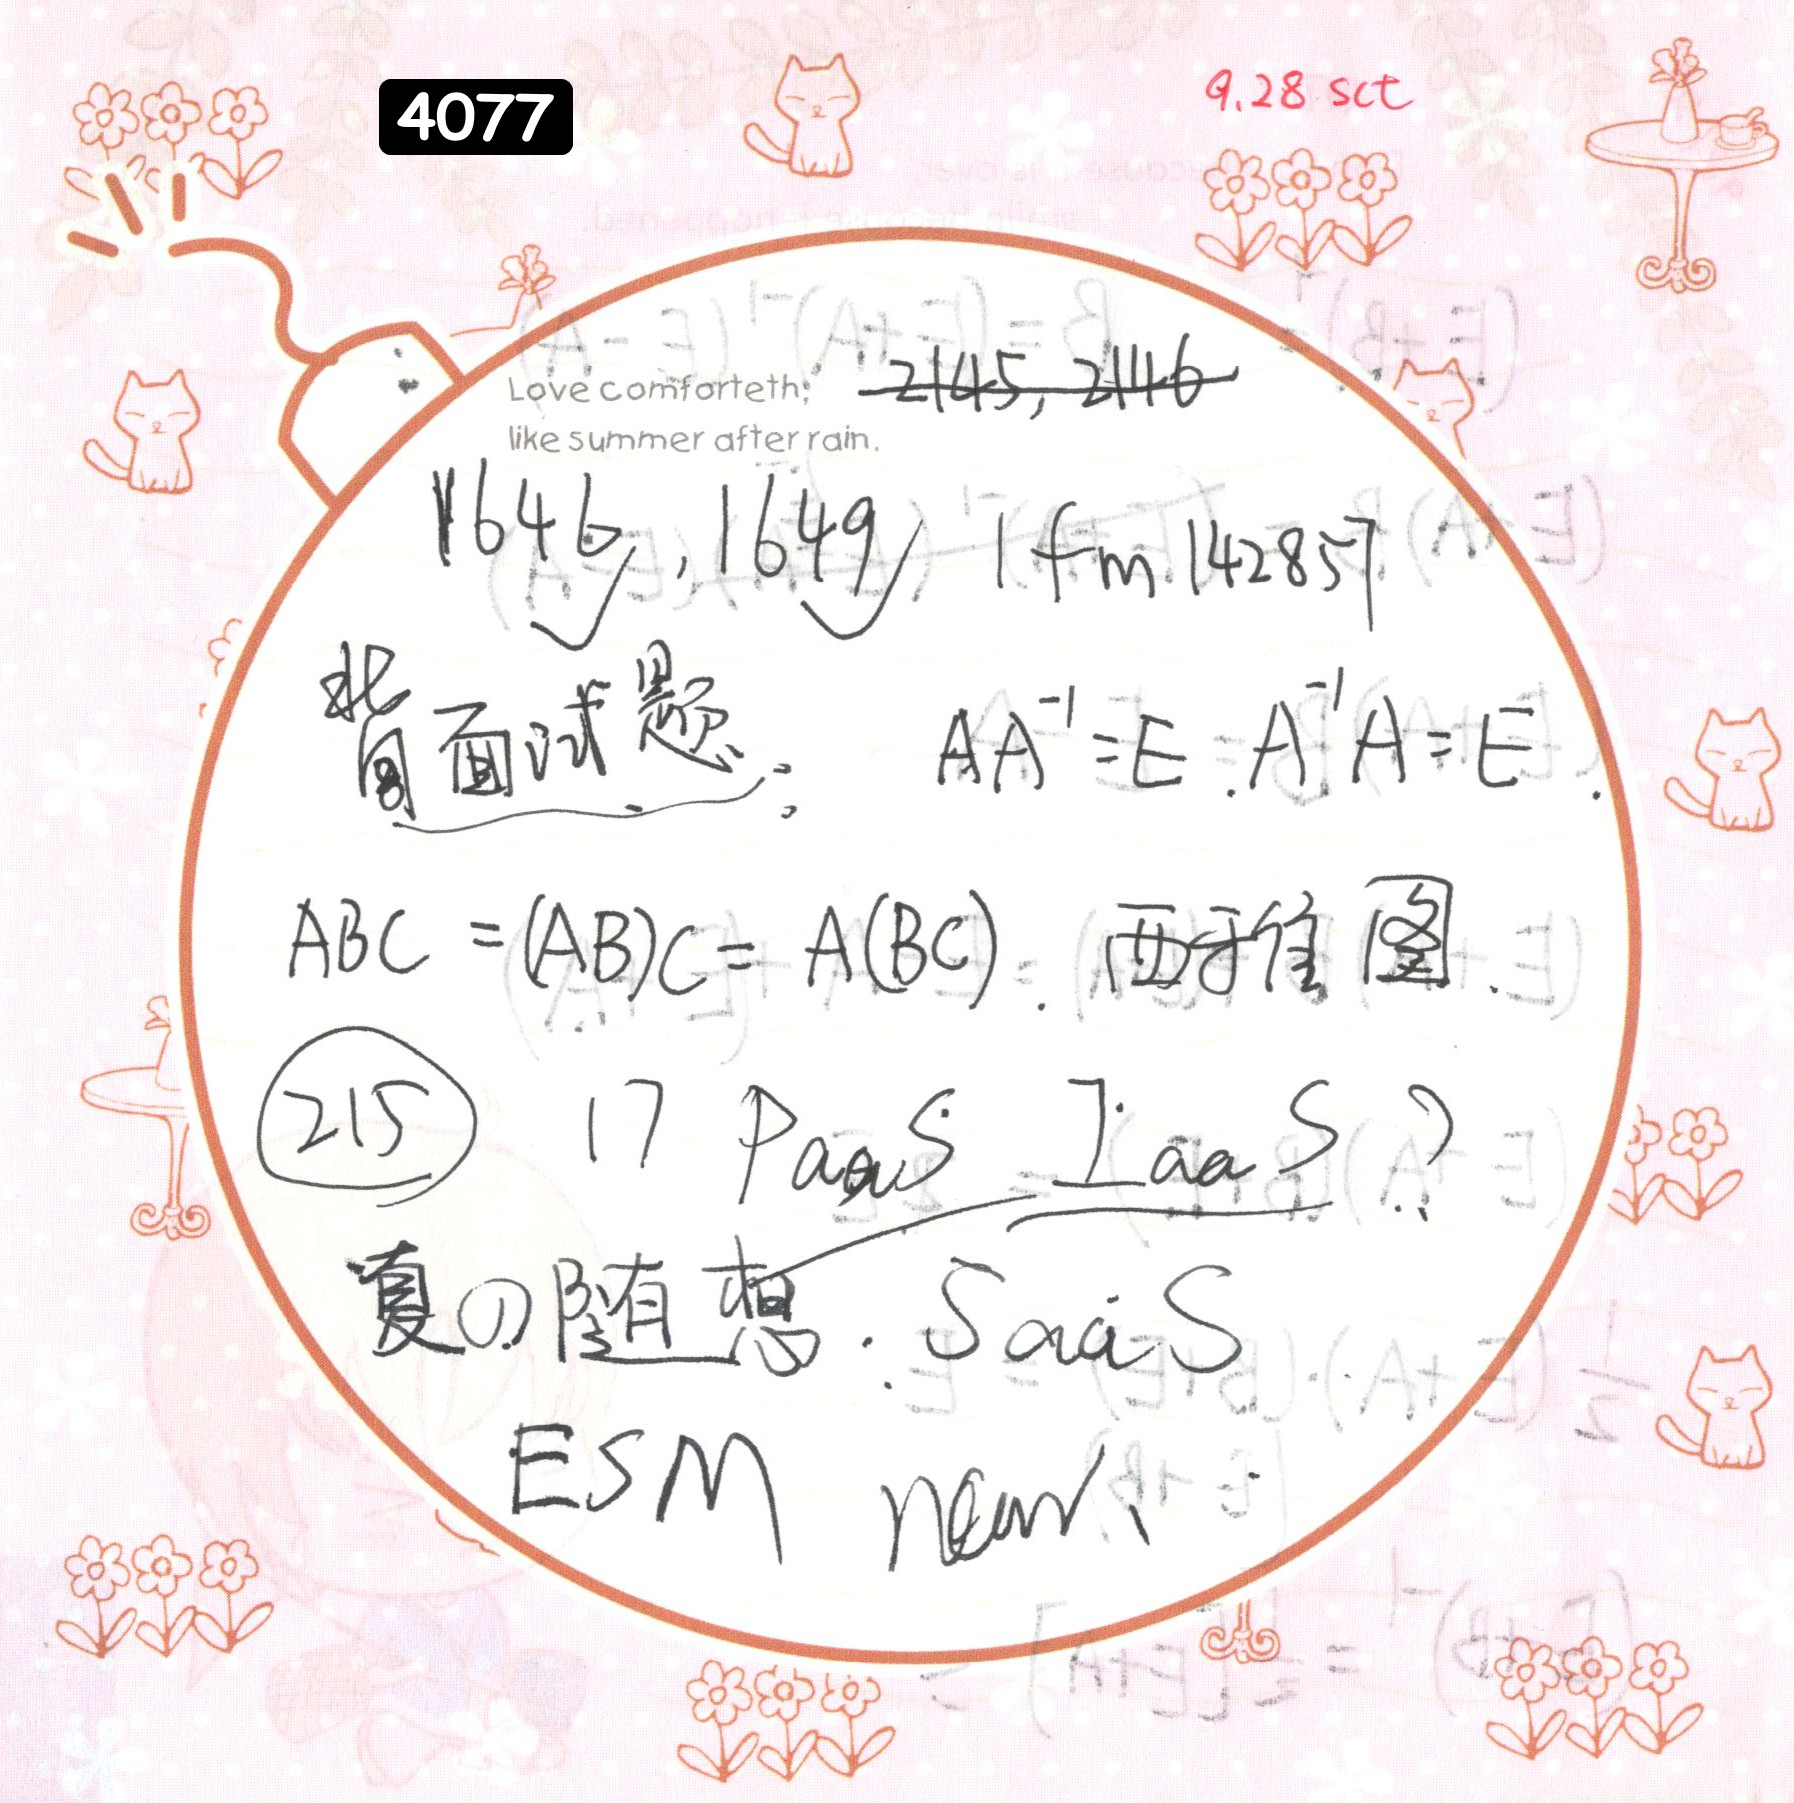 4077
9.28 sct
Love comforteth;
like summer after rain.
2145, 2146
1646, 1649 1 fm 142857
背面试题 AA⁻¹=E. A⁻¹A=E.
ABC =(AB)C= A(BC). 西雅图.
215 17 PaaS IaaS ?
夏の随想. SaaS
ESM